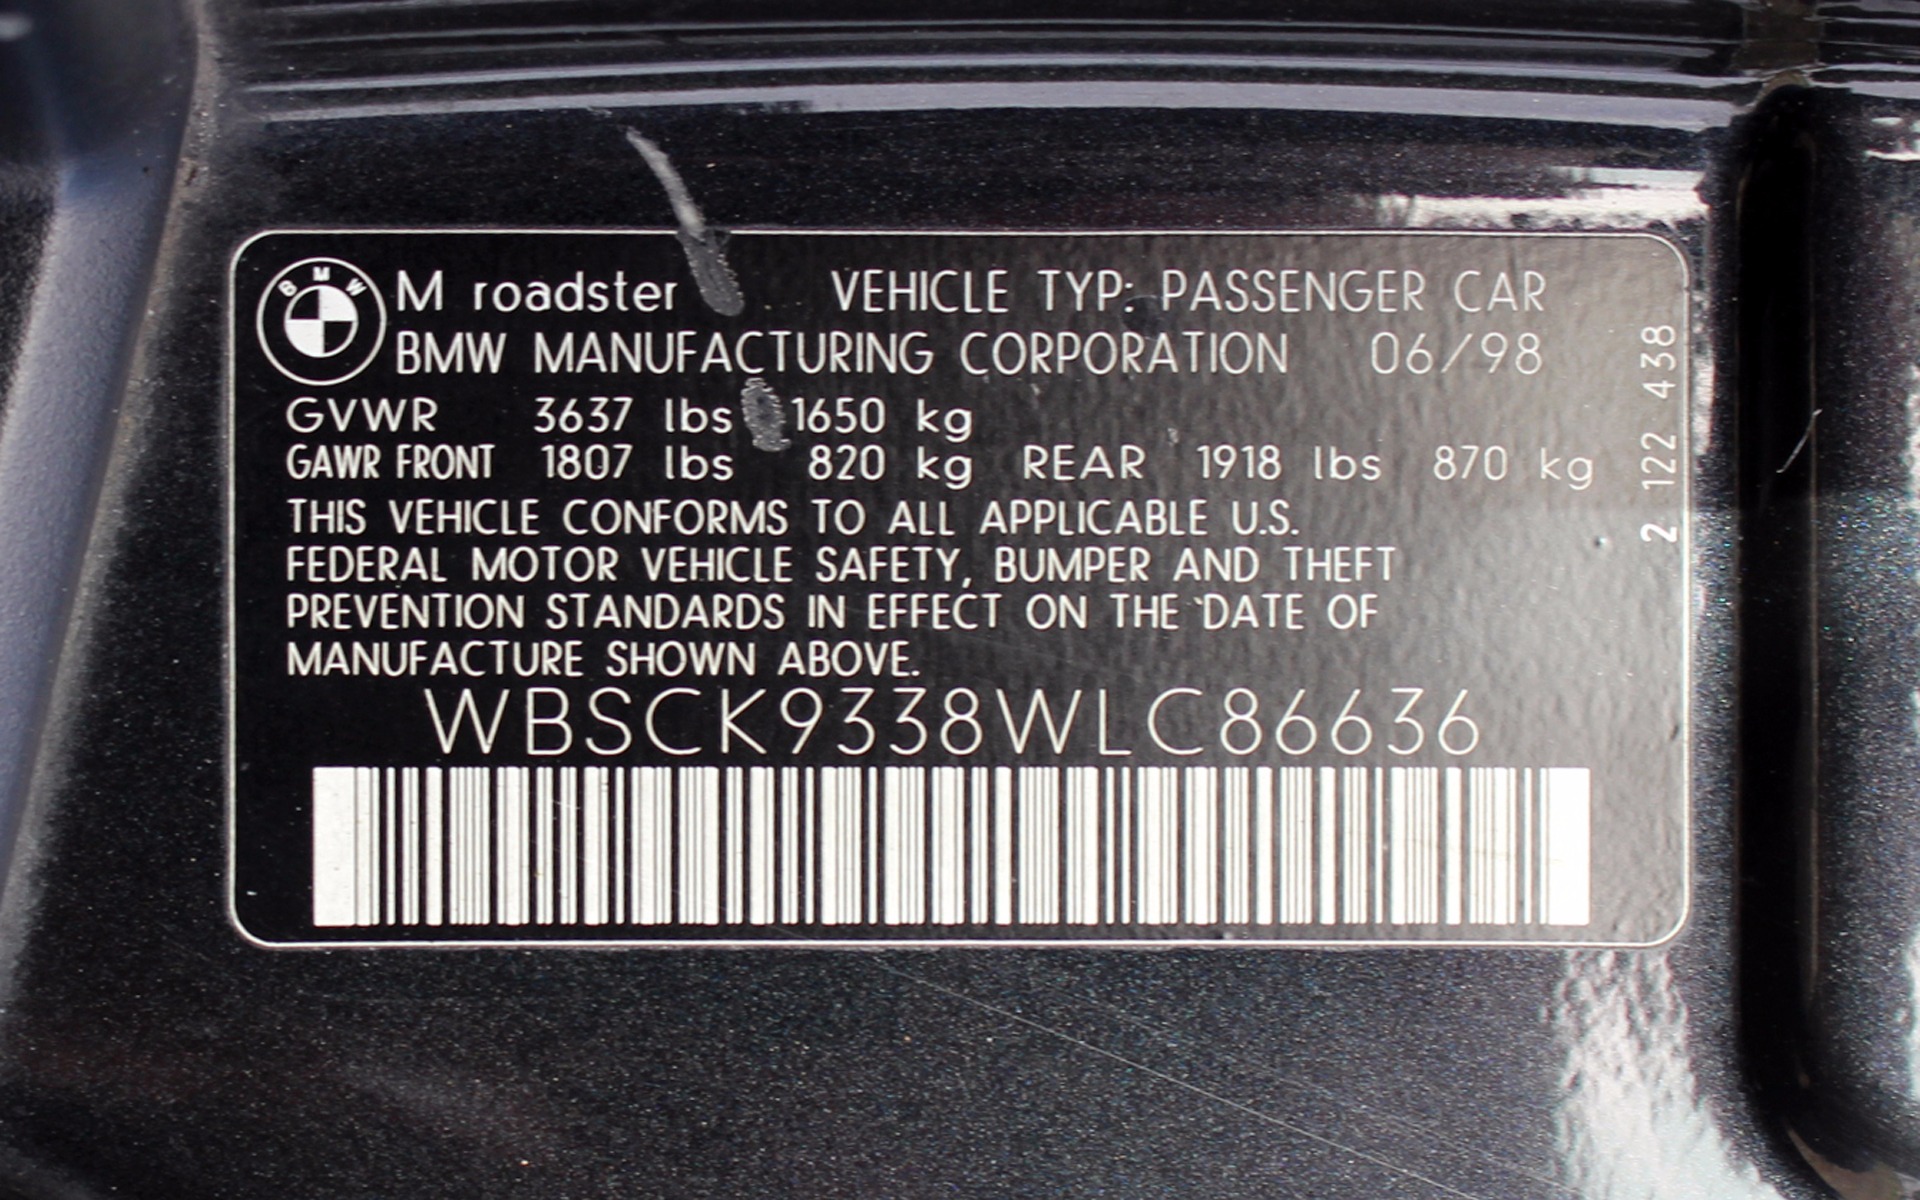 BMW
M roadster VEHICLE TYP: PASSENGER CAR
BMW MANUFACTURING CORPORATION 06/98
GVWR 3637 lbs 1650 kg
GAWR FRONT 1807 lbs 820 kg REAR 1918 lbs 870 kg
THIS VEHICLE CONFORMS TO ALL APPLICABLE U.S.
FEDERAL MOTOR VEHICLE SAFETY, BUMPER AND THEFT
PREVENTION STANDARDS IN EFFECT ON THE DATE OF
MANUFACTURE SHOWN ABOVE.
WBSCK9338WLC86636
2 122 438